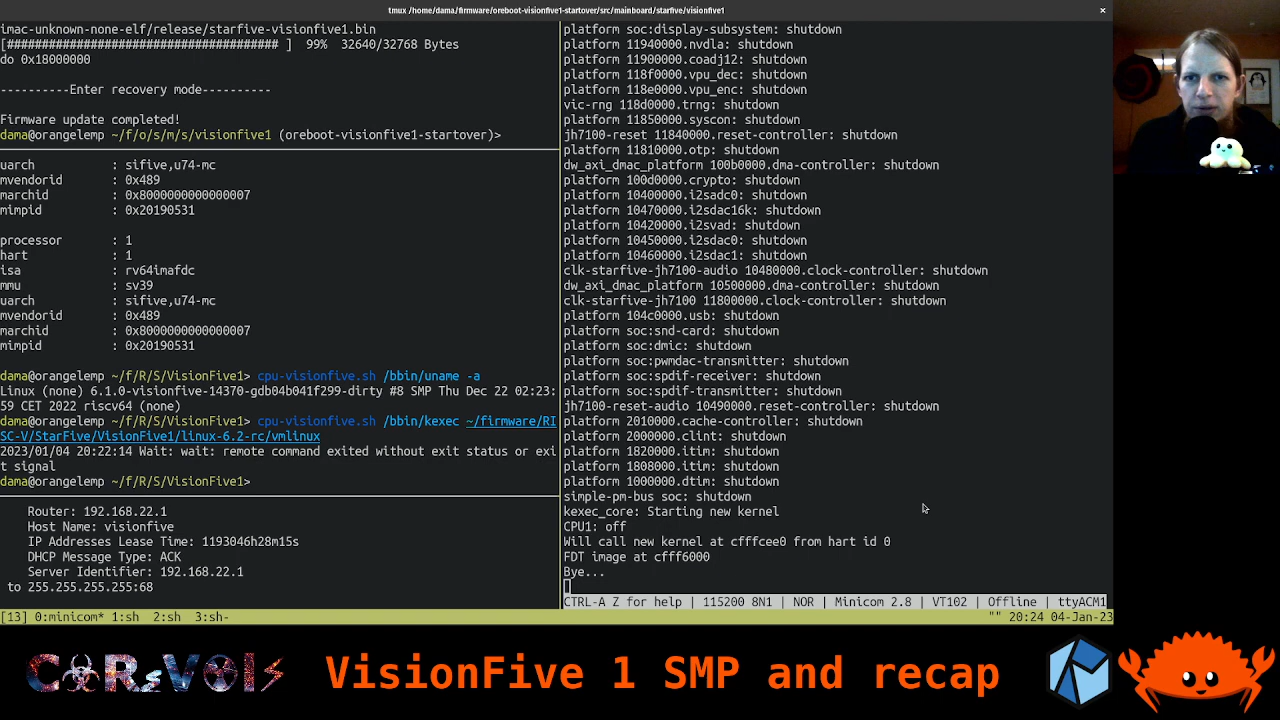 tmux /home/dama/firmware/oreboot-visionfive1-startover/src/mainboard/starfive/visionfive1
imac-unknown-none-elf/release/starfive-visionfive1.bin
[####################################### ]  99%  32640/32768 Bytes
do 0x18000000
----------Enter recovery mode----------
Firmware update completed!
dama@orangelemp ~/f/o/s/m/s/visionfive1 (oreboot-visionfive1-startover)>
uarch           : sifive,u74-mc
mvendorid       : 0x489
marchid         : 0x8000000000000007
mimpid          : 0x20190531
processor       : 1
hart            : 1
isa             : rv64imafdc
mmu             : sv39
uarch           : sifive,u74-mc
mvendorid       : 0x489
marchid         : 0x8000000000000007
mimpid          : 0x20190531
dama@orangelemp ~/f/R/S/VisionFive1> cpu-visionfive.sh /bbin/uname -a
Linux (none) 6.1.0-visionfive-14370-gdb04b041f299-dirty #8 SMP Thu Dec 22 02:23:
59 CET 2022 riscv64 (none)
dama@orangelemp ~/f/R/S/VisionFive1> cpu-visionfive.sh /bbin/kexec ~/firmware/RI
SC-V/StarFive/VisionFive1/linux-6.2-rc/vmlinux
2023/01/04 20:22:14 Wait: wait: remote command exited without exit status or exi
t signal
dama@orangelemp ~/f/R/S/VisionFive1>
Router: 192.168.22.1
Host Name: visionfive
IP Addresses Lease Time: 1193046h28m15s
DHCP Message Type: ACK
Server Identifier: 192.168.22.1
to 255.255.255.255:68
platform soc:display-subsystem: shutdown
platform 11940000.nvdla: shutdown
platform 11900000.coadj12: shutdown
platform 118f0000.vpu_dec: shutdown
platform 118e0000.vpu_enc: shutdown
vic-rng 118d0000.trng: shutdown
platform 11850000.syscon: shutdown
jh7100-reset 11840000.reset-controller: shutdown
platform 11810000.otp: shutdown
dw_axi_dmac_platform 100b0000.dma-controller: shutdown
platform 100d0000.crypto: shutdown
platform 10400000.i2sadc0: shutdown
platform 10470000.i2sdac16k: shutdown
platform 10420000.i2svad: shutdown
platform 10450000.i2sdac0: shutdown
platform 10460000.i2sdac1: shutdown
clk-starfive-jh7100-audio 10480000.clock-controller: shutdown
dw_axi_dmac_platform 10500000.dma-controller: shutdown
clk-starfive-jh7100 11800000.clock-controller: shutdown
platform 104c0000.usb: shutdown
platform soc:snd-card: shutdown
platform soc:dmic: shutdown
platform soc:pwmdac-transmitter: shutdown
platform soc:spdif-receiver: shutdown
platform soc:spdif-transmitter: shutdown
jh7100-reset-audio 10490000.reset-controller: shutdown
platform 2010000.cache-controller: shutdown
platform 2000000.clint: shutdown
platform 1820000.itim: shutdown
platform 1808000.itim: shutdown
platform 1000000.dtim: shutdown
simple-pm-bus soc: shutdown
kexec_core: Starting new kernel
CPU1: off
Will call new kernel at cfffcee0 from hart id 0
FDT image at cfff6000
Bye...
CTRL-A Z for help | 115200 8N1 | NOR | Minicom 2.8 | VT102 | Offline | ttyACM1
[13] 0:minicom* 1:sh  2:sh  3:sh-
"" 20:24 04-Jan-23
VisionFive 1 SMP and recap